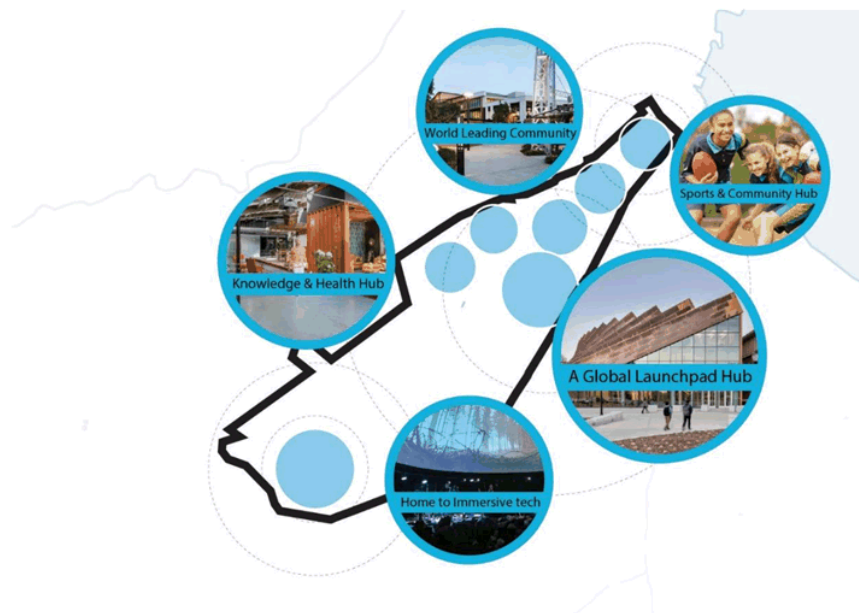 World Leading Community
Sports & Community Hub
Knowledge & Health Hub
A Global Launchpad Hub
Home to Immersive tech